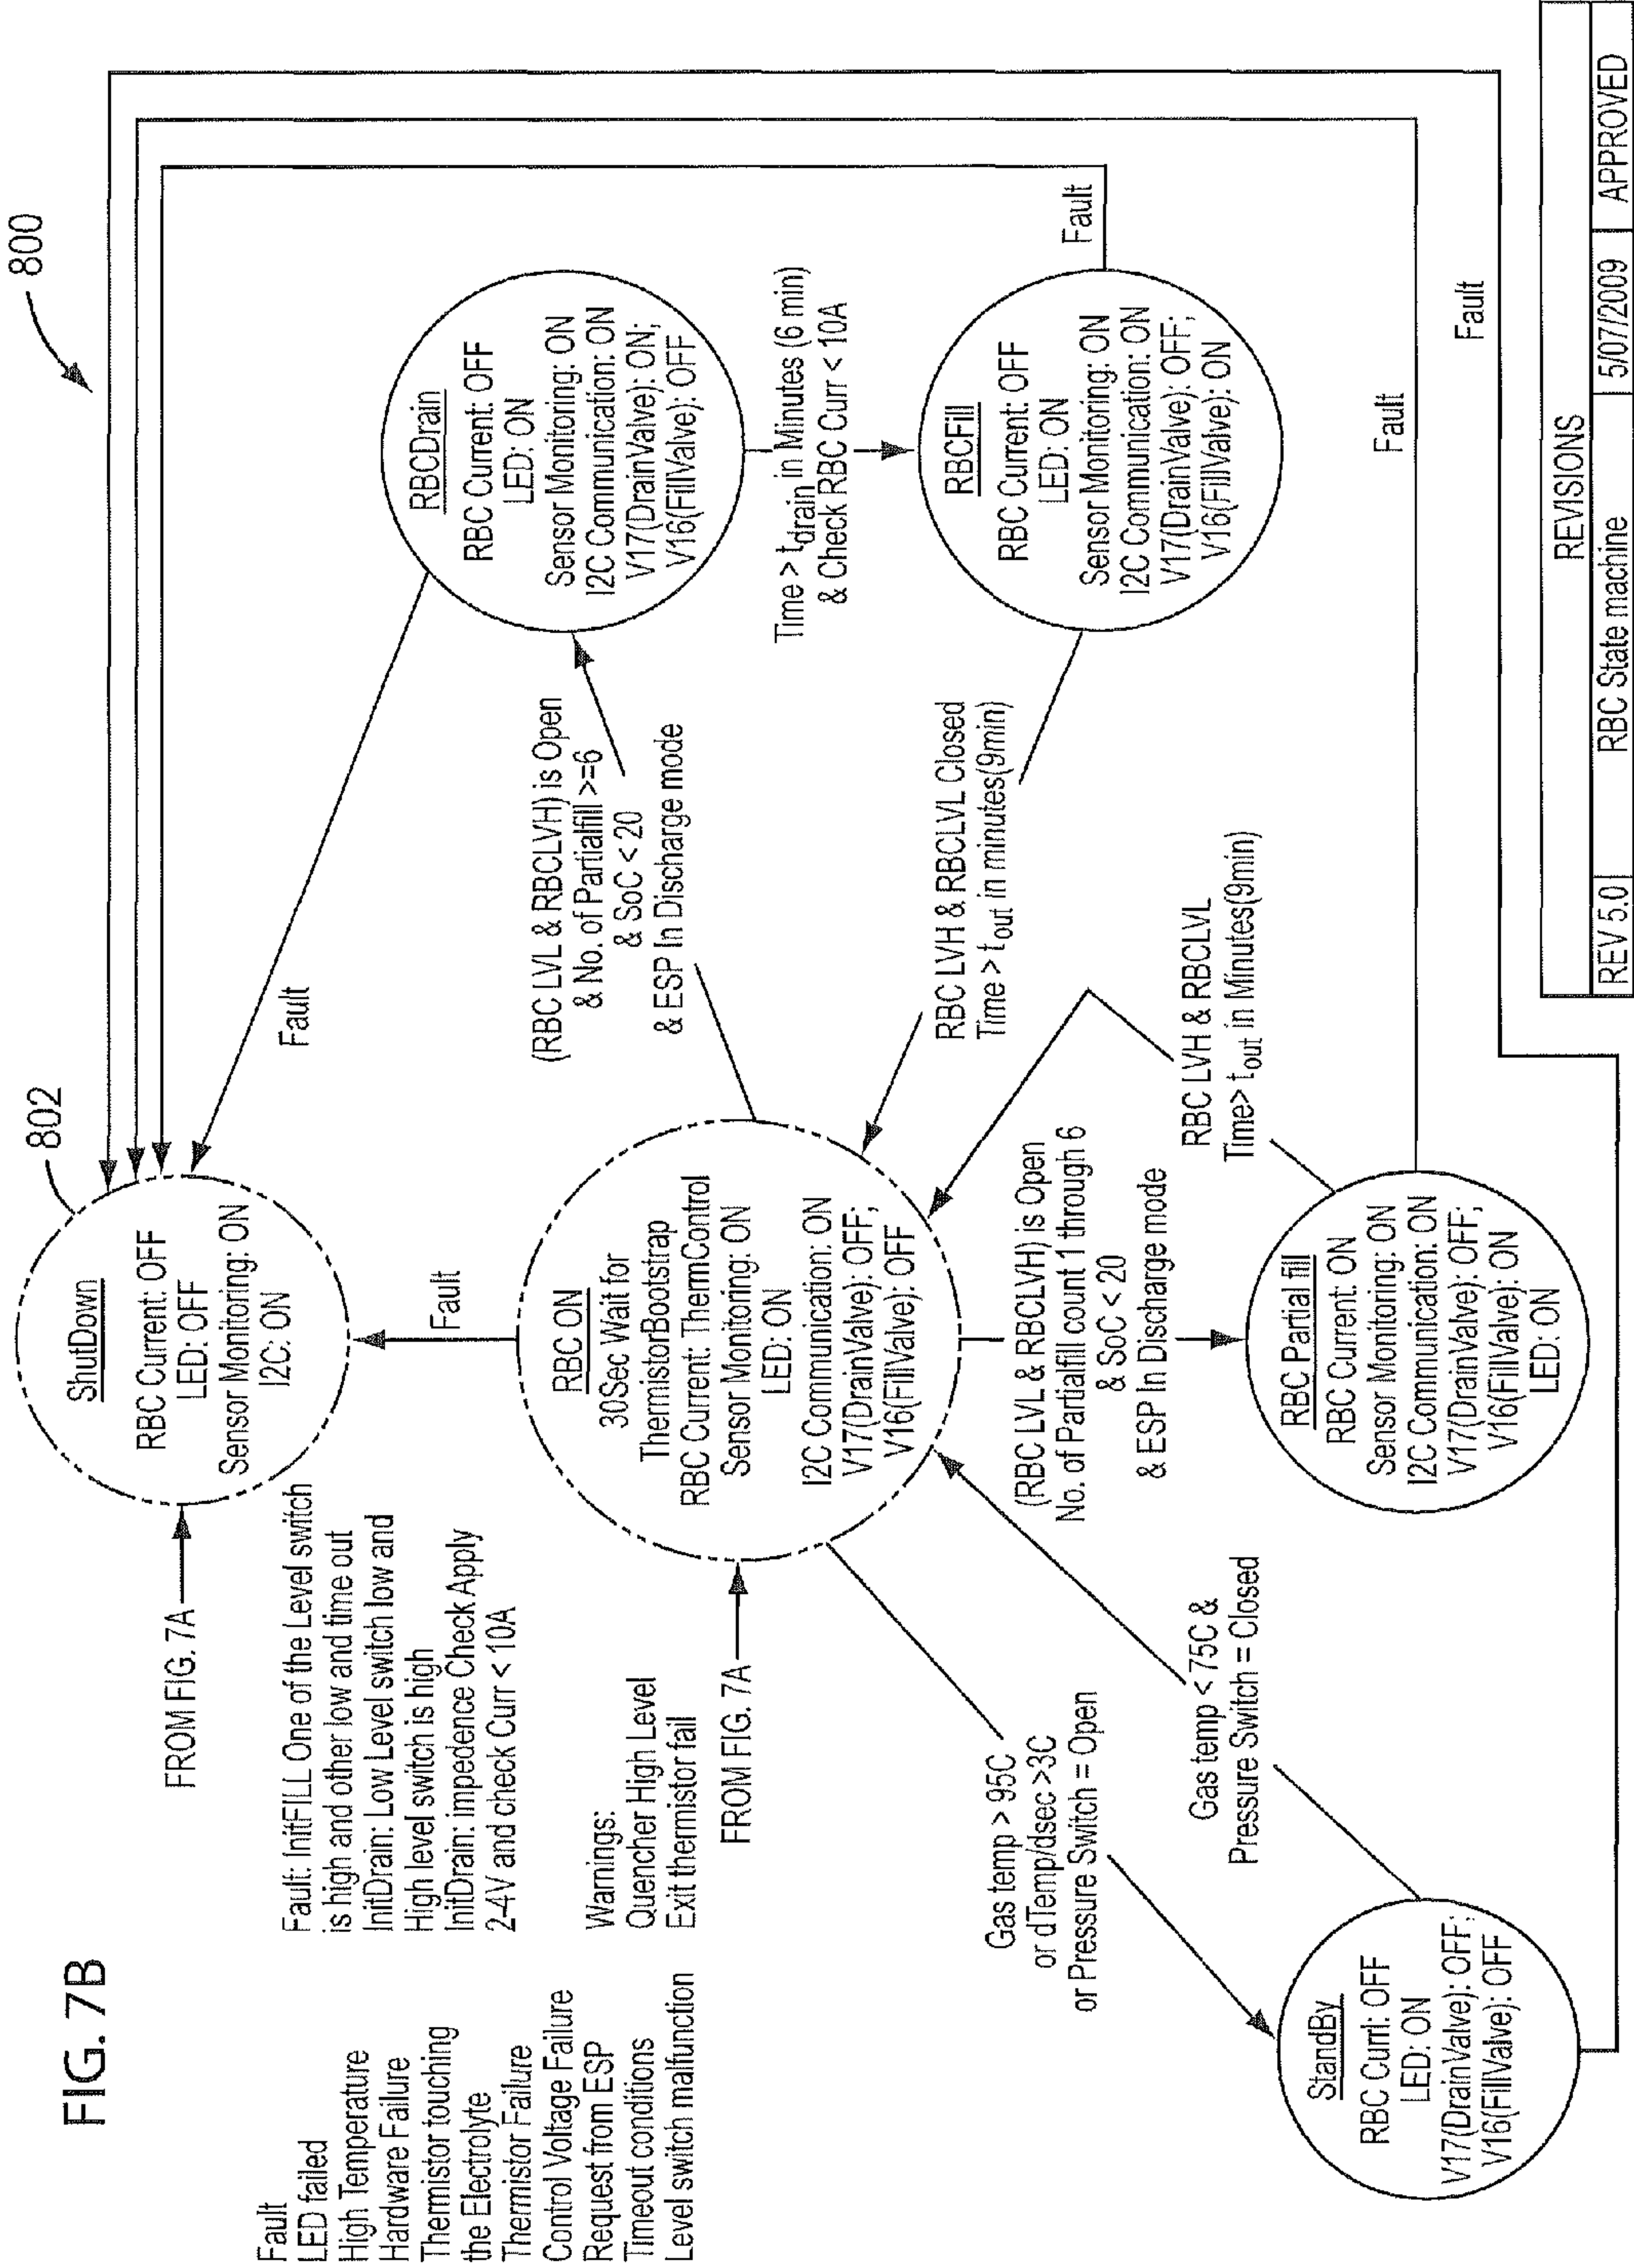 FIG. 7B
800
802
Fault
LED failed
High Temperature
Hardware Failure
Thermistor touching
the Electrolyte
Thermistor Failure
Control Voltage Failure
Request from ESP
Timeout conditions
Level switch malfunction
FROM FIG. 7A
Fault: InitFILL One of the Level switch
is high and other low and time out
InitDrain: Low Level switch low and
High level switch is high
InitDrain: impedence Check Apply
2-4V and check Curr < 10A
Warnings:
Quencher High Level
Exit thermistor fail
FROM FIG. 7A
ShutDown
RBC Current: OFF
LED: OFF
Sensor Monitoring: ON
I2C: ON
Fault
Fault
RBC ON
30Sec Wait for
ThermistorBootstrap
RBC Current: ThermControl
Sensor Monitoring: ON
LED: ON
I2C Communication: ON
V17(DrainValve): OFF;
V16(FillValve): OFF
(RBC LVL & RBCLVH) is Open
& No. of Partialfill >=6
& SoC < 20
& ESP In Discharge mode
RBCDrain
RBC Current: OFF
LED: ON
Sensor Monitoring: ON
I2C Communication: ON
V17(DrainValve): ON;
V16(FillValve): OFF
Time > tdrain in Minutes (6 min)
& Check RBC Curr < 10A
RBCFill
RBC Current: OFF
LED: ON
Sensor Monitoring: ON
I2C Communication: ON
V17(DrainValve): OFF;
V16(FillValve): ON
Fault
RBC LVH & RBCLVL Closed
Time > tout in minutes(9min)
RBC LVH & RBCLVL
Time> tout in Minutes(9min)
(RBC LVL & RBCLVH) is Open
No. of Partialfill count 1 through 6
& SoC < 20
& ESP In Discharge mode
RBC Partial fill
RBC Current: ON
Sensor Monitoring: ON
I2C Communication: ON
V17(DrainValve): OFF;
V16(FillValve): ON
LED: ON
Fault
Gas temp > 95C
or dTemp/dsec >3C
or Pressure Switch = Open
Gas temp < 75C &
Pressure Switch = Closed
StandBy
RBC Currl: OFF
LED: ON
V17(DrainValve): OFF;
V16(FillValve): OFF
Fault
REVISIONS
REV 5.0 RBC State machine 5/07/2009 APPROVED